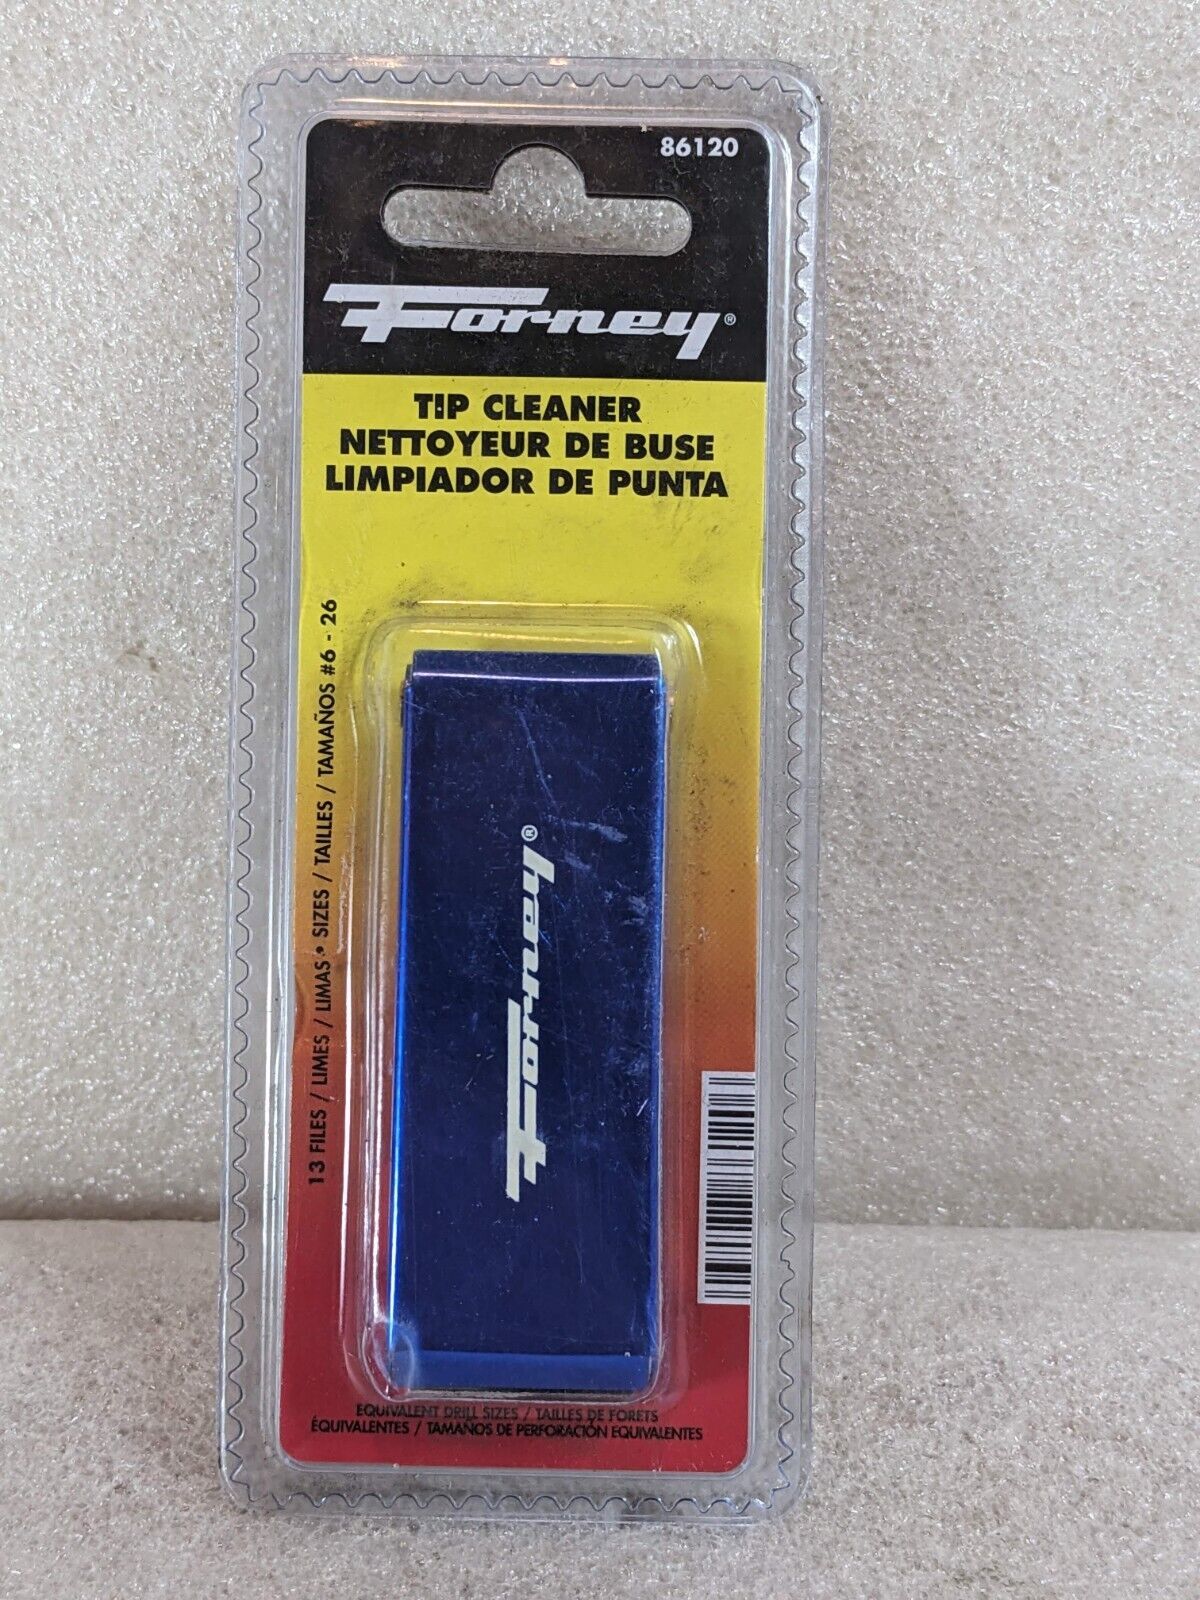 86120
Forney®
TIP CLEANER
NETTOYEUR DE BUSE
LIMPIADOR DE PUNTA
13 FILES / LIMES / LIMAS • SIZES / TAILLES / TAMAÑOS #6 - 26
Forney®
EQUIVALENT DRILL SIZES / TAILLES DE FORETS
ÉQUIVALENTES / TAMAÑOS DE PERFORACIÓN EQUIVALENTES